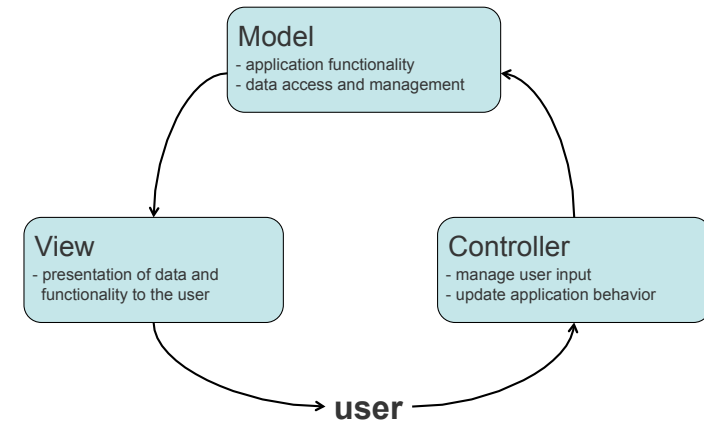 Model
- application functionality
- data access and management
View
- presentation of data and
functionality to the user
Controller
- manage user input
- update application behavior
user